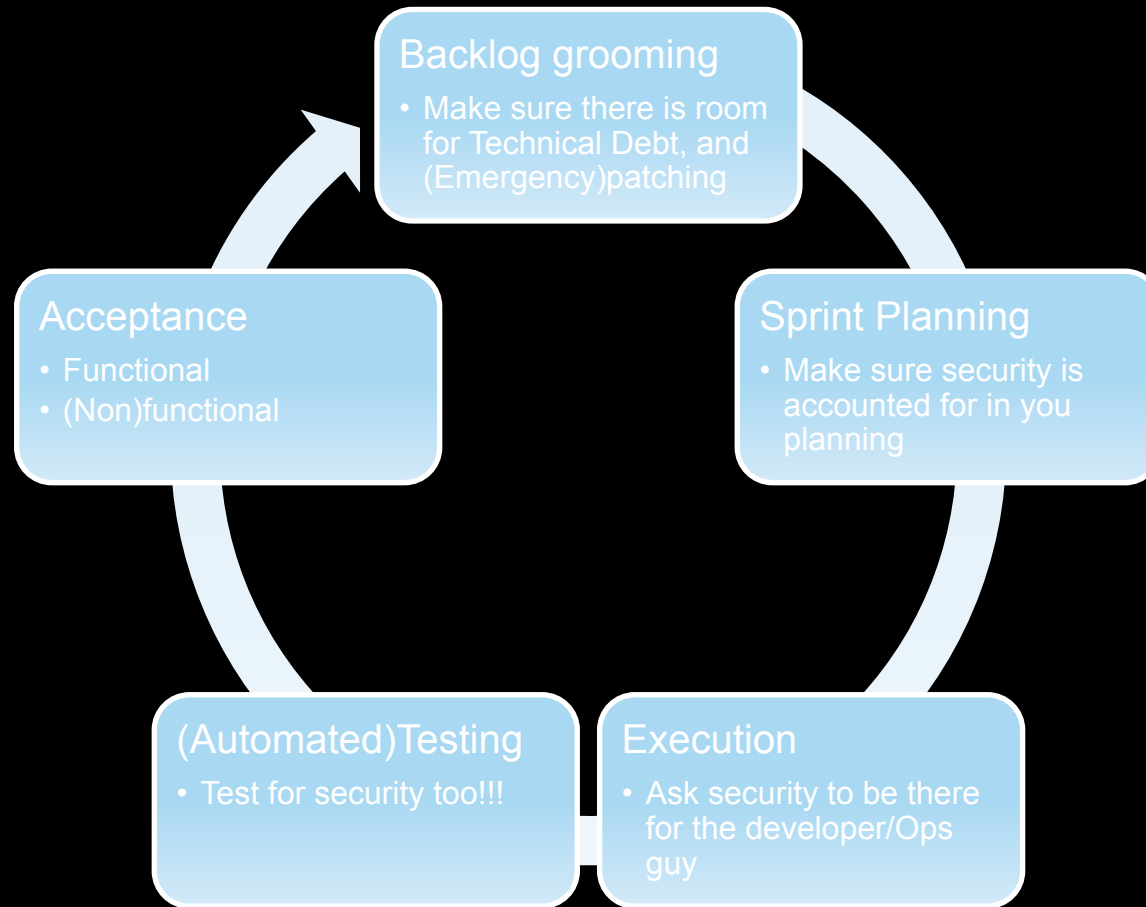 Backlog grooming
• Make sure there is room
for Technical Debt, and
(Emergency)patching
Sprint Planning
• Make sure security is
accounted for in you
planning
Execution
• Ask security to be there
for the developer/Ops
guy
(Automated)Testing
• Test for security too!!!
Acceptance
• Functional
• (Non)functional